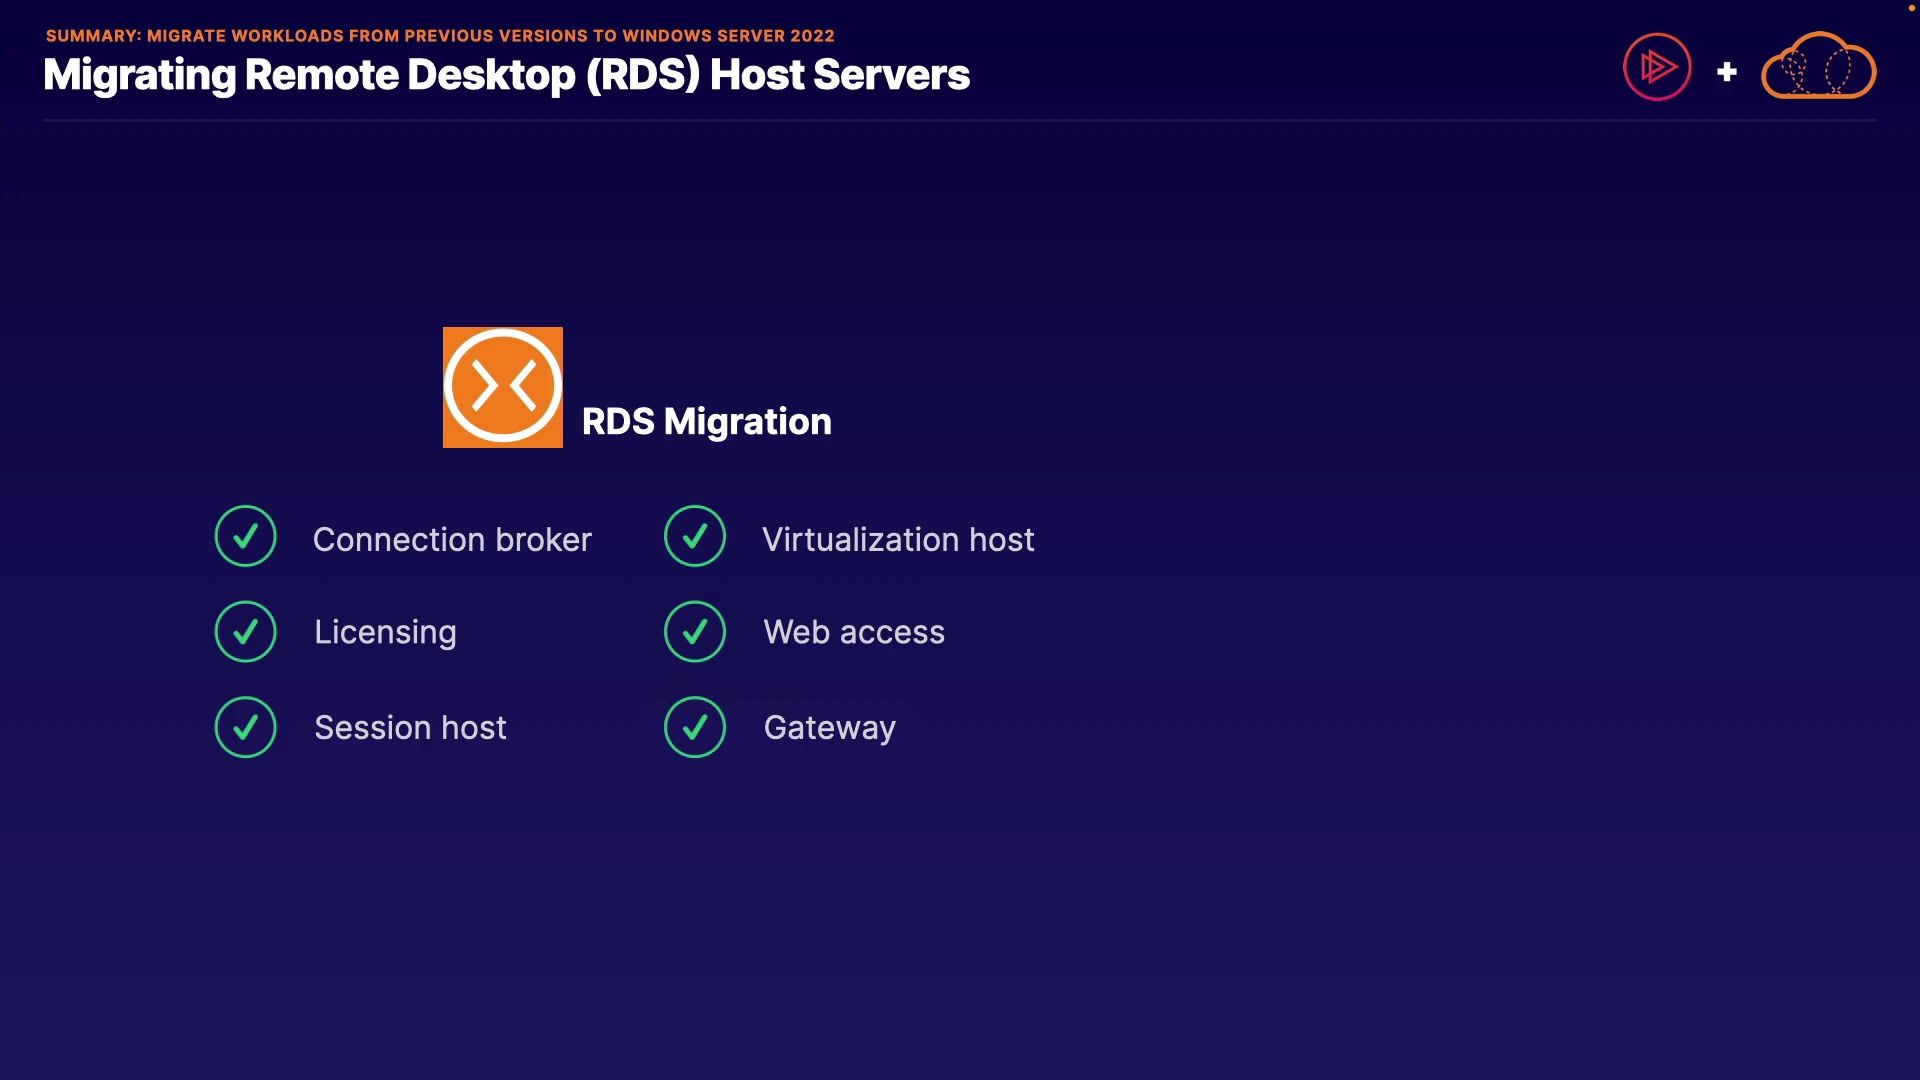 SUMMARY: MIGRATE WORKLOADS FROM PREVIOUS VERSIONS TO WINDOWS SERVER 2022
Migrating Remote Desktop (RDS) Host Servers
RDS Migration
Connection broker
Virtualization host
Licensing
Web access
Session host
Gateway